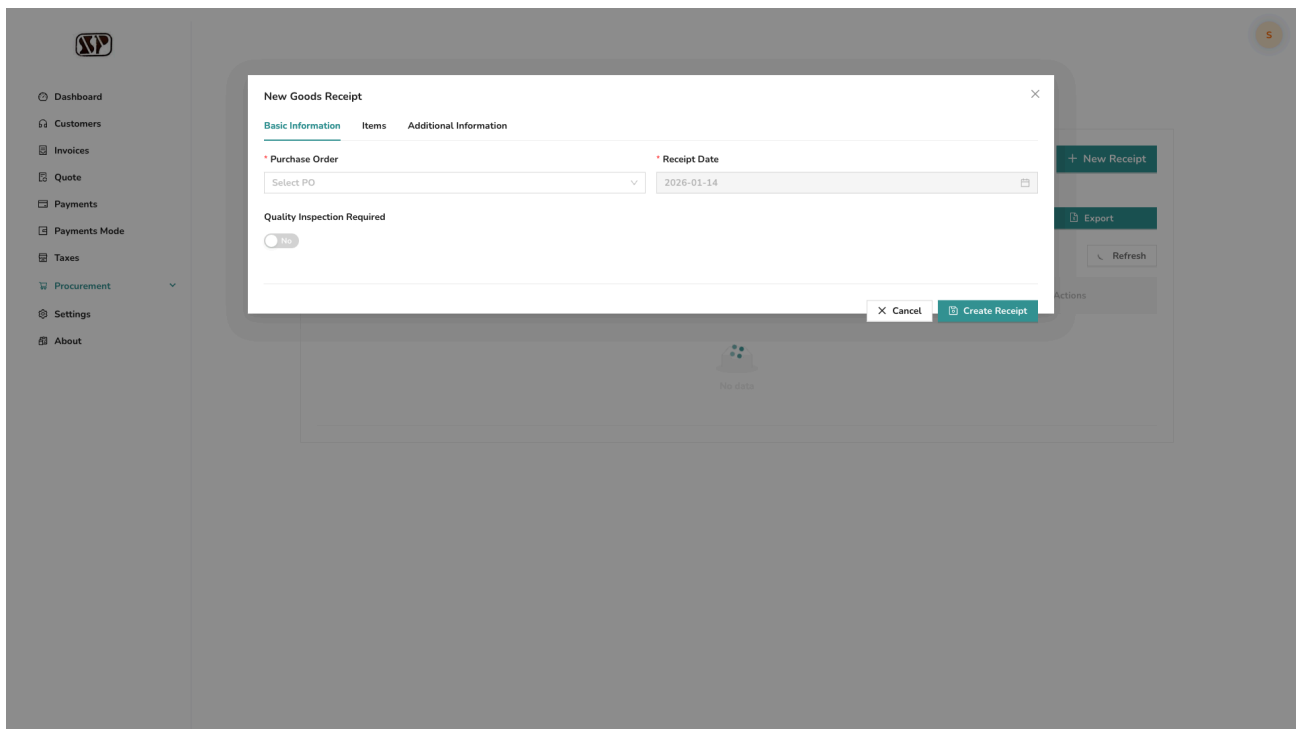 S
Dashboard
Customers
Invoices
Quote
Payments
Payments Mode
Taxes
Procurement
Settings
About
New Goods Receipt
Basic Information Items Additional Information
* Purchase Order * Receipt Date
Select PO 2026-01-14
Quality Inspection Required
No
Cancel Create Receipt
+ New Receipt
Export
Refresh
Actions
No data